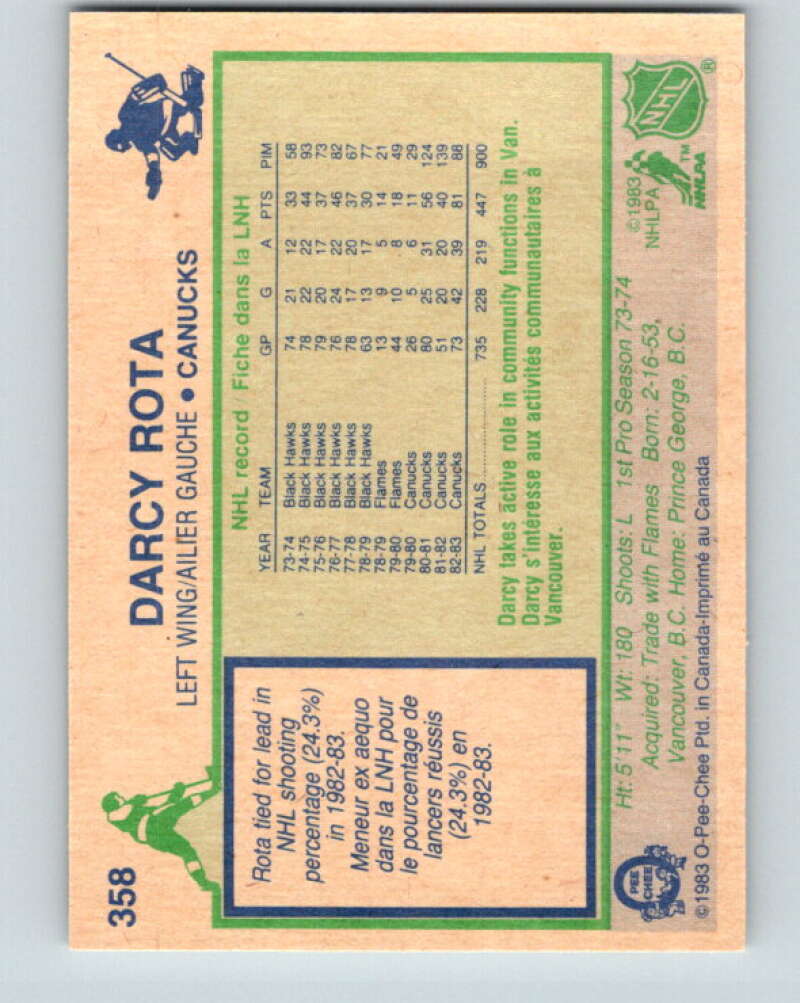 358
DARCY ROTA
LEFT WING/AILIER GAUCHE • CANUCKS
Rota tied for lead in
NHL shooting
percentage (24.3%)
in 1982-83.
Meneur ex aequo
dans la LNH pour
le pourcentage de
lancers réussis
(24.3%) en
1982-83.
NHL record / Fiche dans la LNH
YEAR TEAM GP G A PTS PIM
73-74 Black Hawks 74 21 12 33 58
74-75 Black Hawks 78 22 22 44 93
75-76 Black Hawks 79 20 17 37 73
76-77 Black Hawks 76 24 22 46 82
77-78 Black Hawks 78 17 20 37 67
78-79 Black Hawks 63 13 17 30 77
78-79 Flames 13 9 5 14 21
79-80 Flames 44 10 8 18 49
79-80 Canucks 26 5 6 11 29
80-81 Canucks 80 25 31 56 124
81-82 Canucks 51 20 20 40 139
82-83 Canucks 73 42 39 81 88
NHL TOTALS 735 228 219 447 900
Darcy takes active role in community functions in Van.
Darcy s'intéresse aux activités communautaires à
Vancouver.
PEE
CHEE
Ht: 5'11" Wt: 180 Shoots: L 1st Pro Season 73-74
Acquired: Trade with Flames Born: 2-16-53,
Vancouver, B.C. Home: Prince George, B.C.
©1983 O-Pee-Chee Ptd. in Canada-Imprimé au Canada
©1983
NHLPA
NHLPA™
NHL®